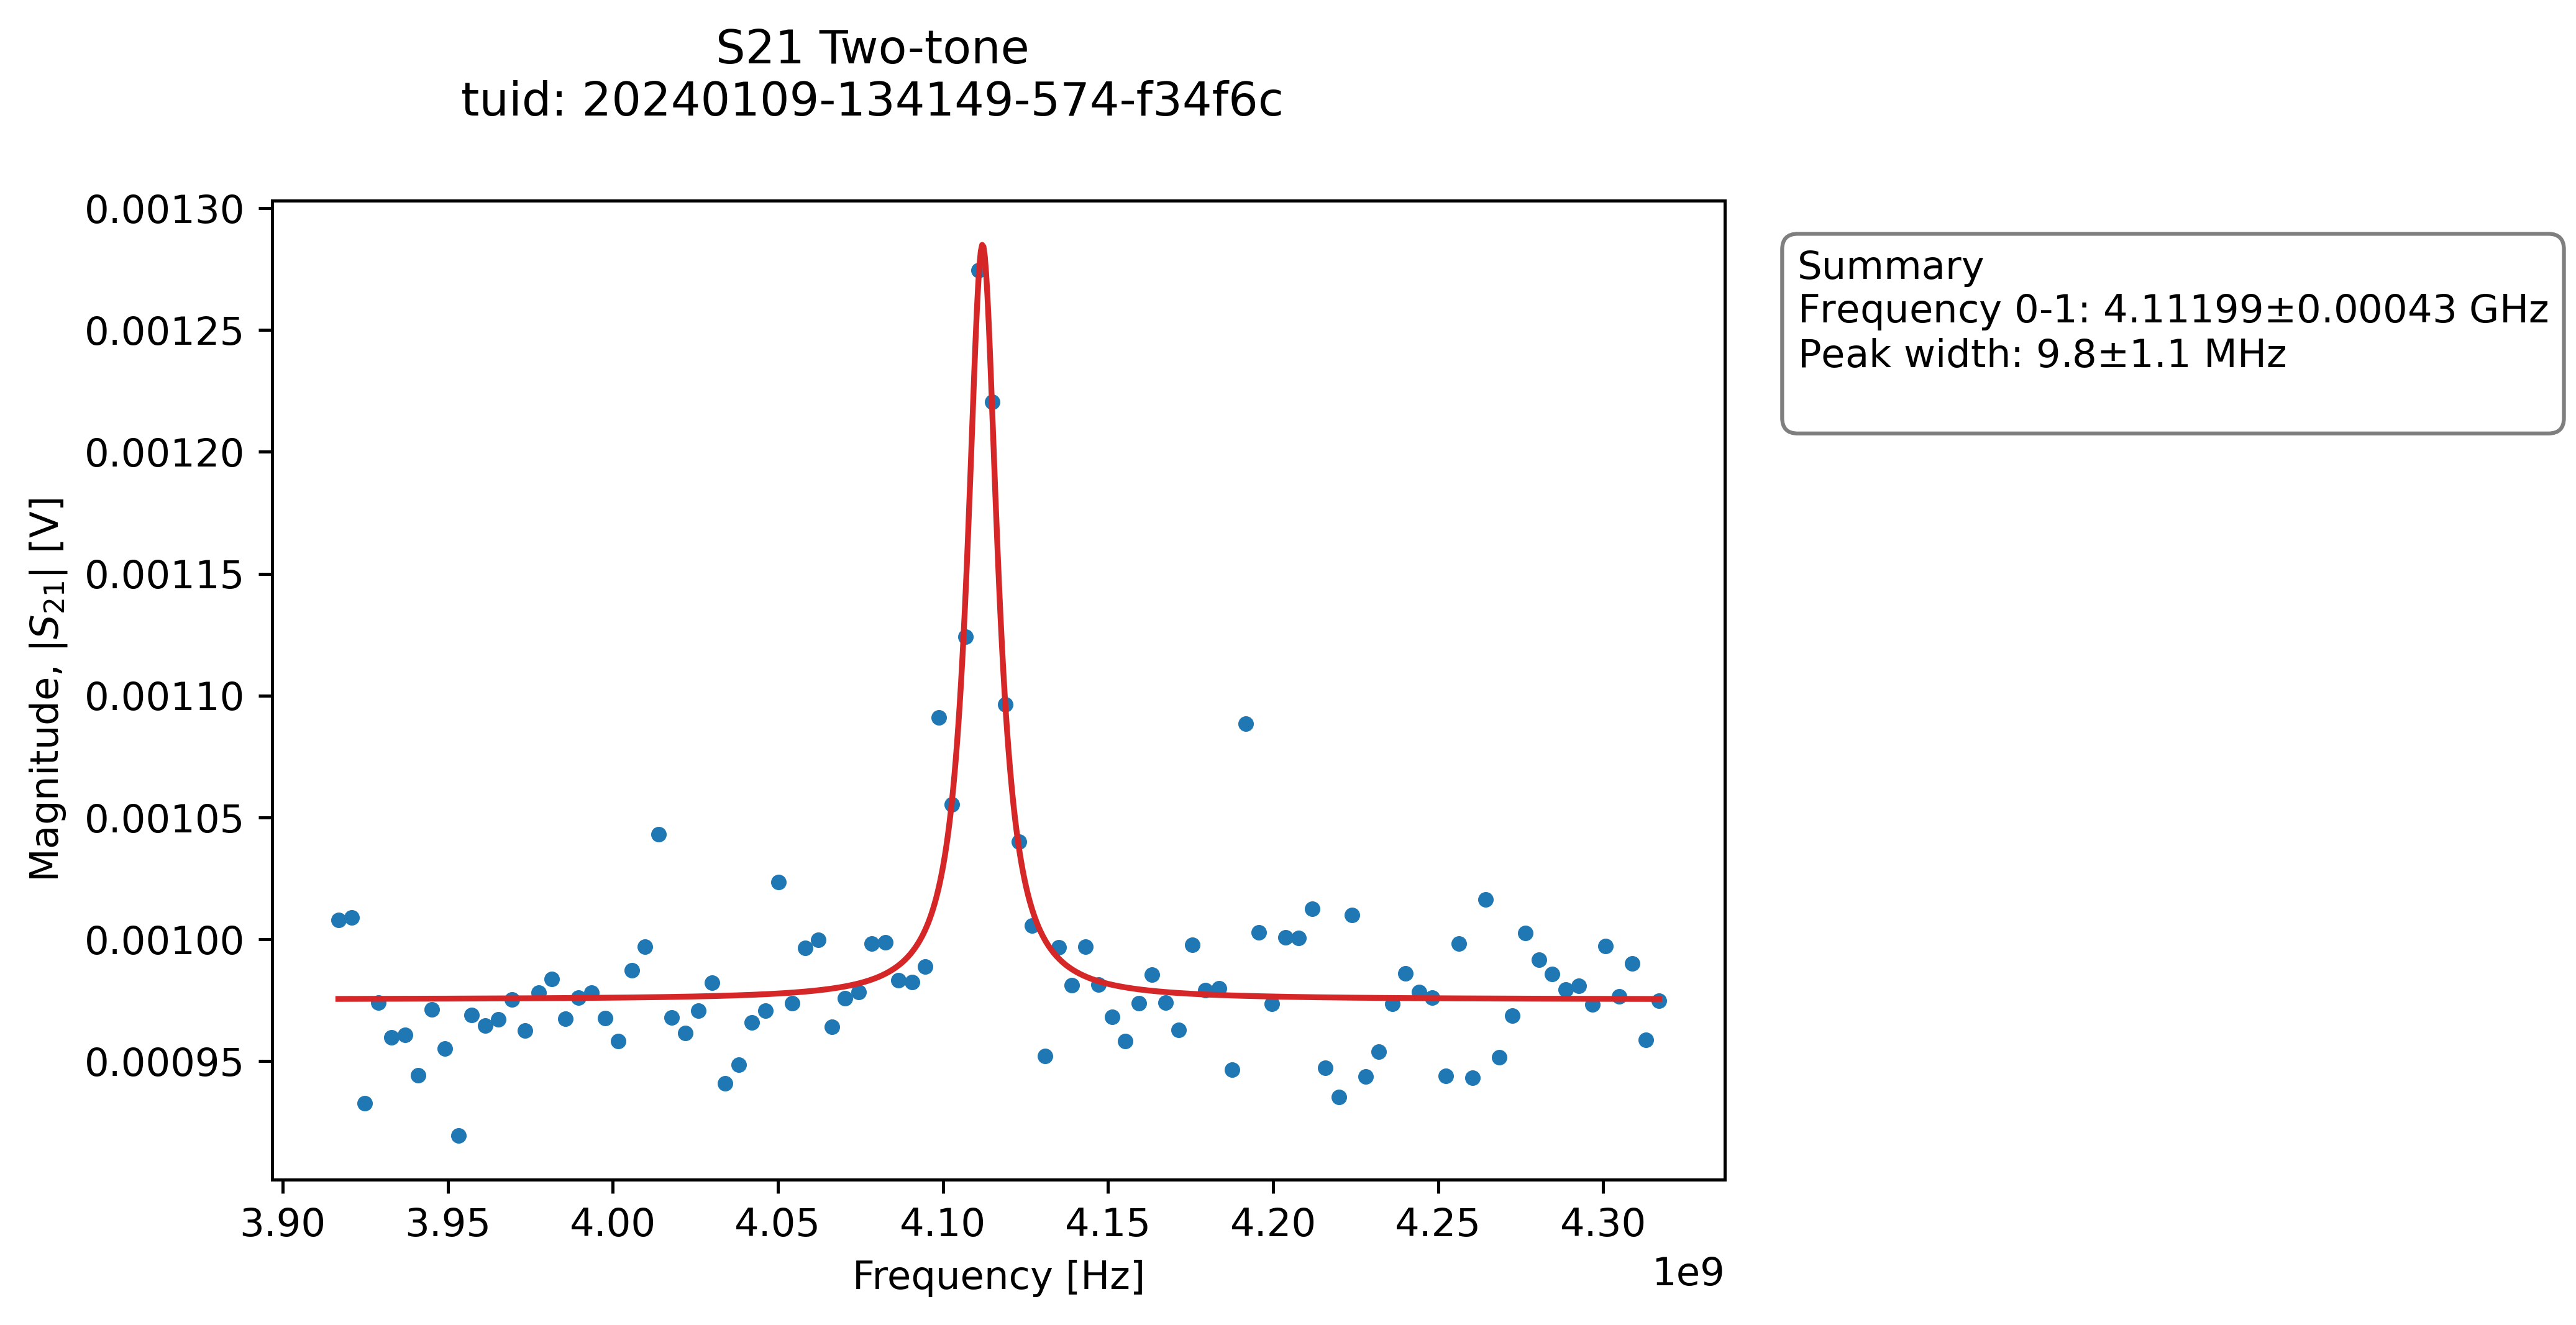 S21 Two-tone
tuid: 20240109-134149-574-f34f6c
0.00130
0.00125
0.00120
0.00115
0.00110
0.00105
0.00100
0.00095
Magnitude, |S21| [V]
3.90 3.95 4.00 4.05 4.10 4.15 4.20 4.25 4.30
1e9
Frequency [Hz]
Summary
Frequency 0-1: 4.11199±0.00043 GHz
Peak width: 9.8±1.1 MHz